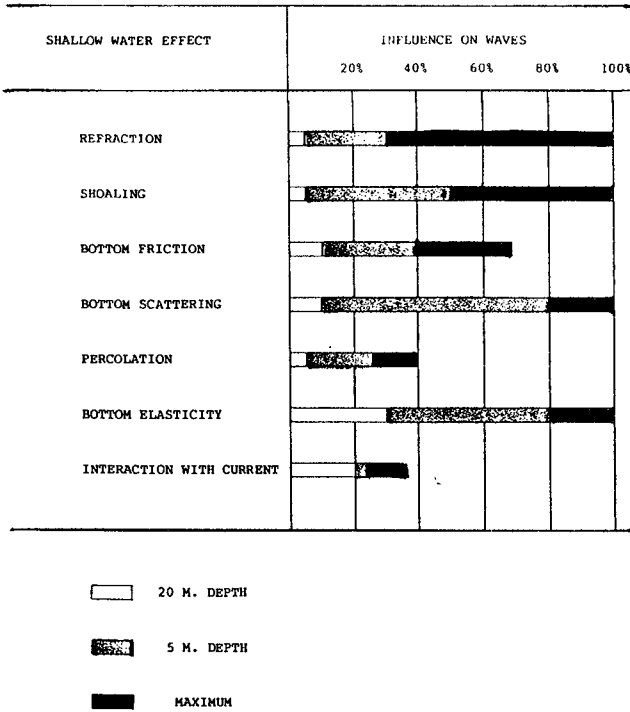 SHALLOW WATER EFFECT
INFLUENCE ON WAVES
20% 40% 60% 80% 100%
REFRACTION
SHOALING
BOTTOM FRICTION
BOTTOM SCATTERING
PERCOLATION
BOTTOM ELASTICITY
INTERACTION WITH CURRENT
20 M. DEPTH
5 M. DEPTH
MAXIMUM